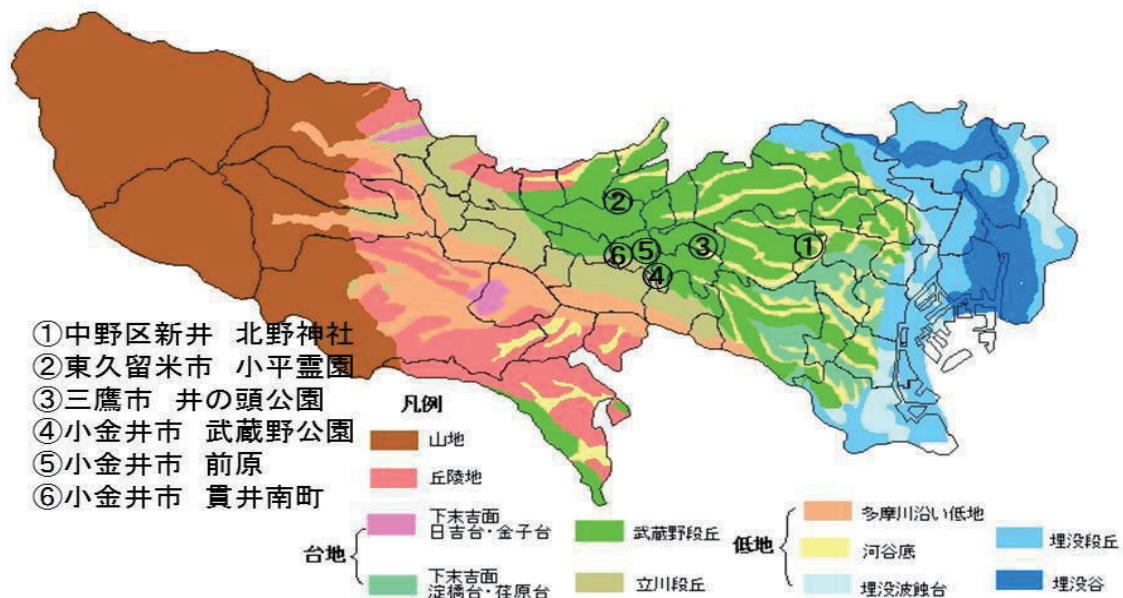 ②
⑥
⑤
③
①
④
①中野区新井 北野神社
②東久留米市 小平霊園
③三鷹市 井の頭公園
④小金井市 武蔵野公園
⑤小金井市 前原
⑥小金井市 貫井南町
凡例
山地
丘陵地
台地
下末吉面
日吉台・金子台
下末吉面
淀橋台・荏原台
武蔵野段丘
立川段丘
低地
多摩川沿い低地
河谷底
埋没波蝕台
埋没段丘
埋没谷